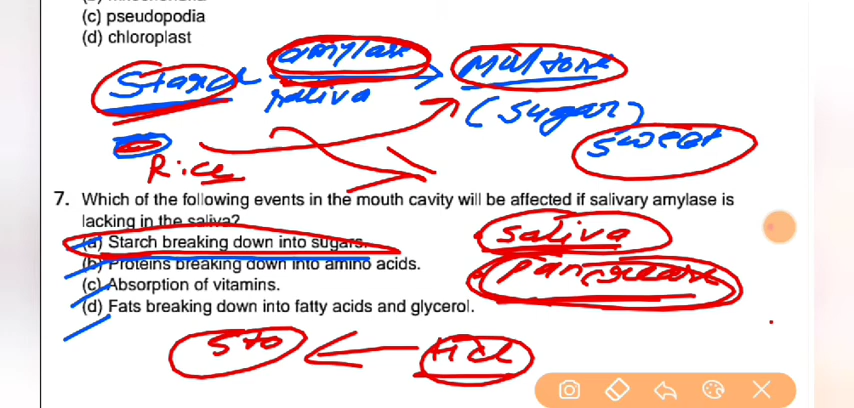 (c) pseudopodia
(d) chloroplast
Starch amylase Maltose
saliva (sugar)
sweet
Rice
7. Which of the following events in the mouth cavity will be affected if salivary amylase is
lacking in the saliva?
(a) Starch breaking down into sugars.
(b) Proteins breaking down into amino acids.
(c) Absorption of vitamins.
(d) Fats breaking down into fatty acids and glycerol.
saliva
Sto HCl